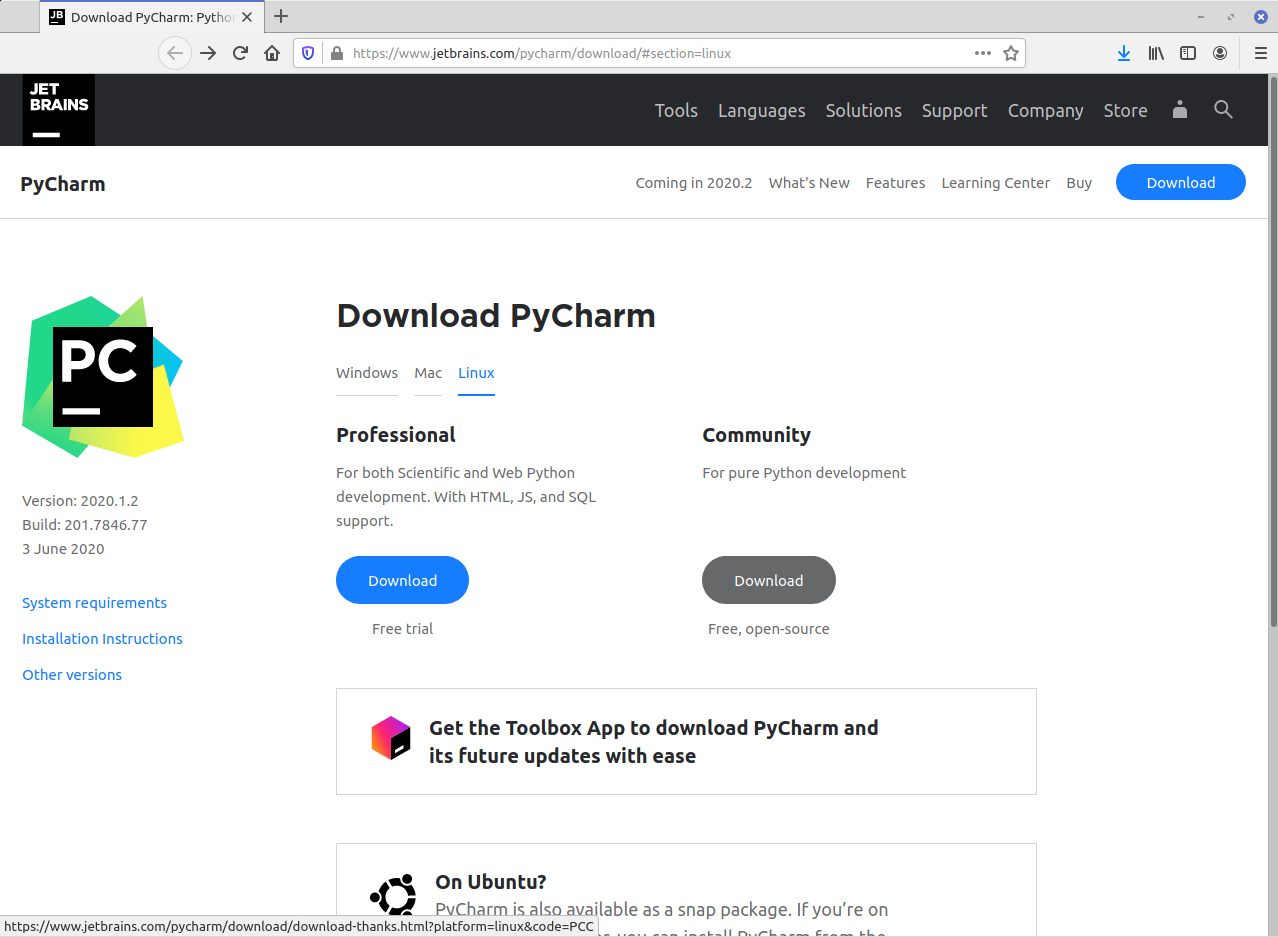 JB Download PyCharm: Pytho
https://www.jetbrains.com/pycharm/download/#section=linux
JET
BRAINS
Tools Languages Solutions Support Company Store
PyCharm
Coming in 2020.2 What's New Features Learning Center Buy Download
PC
Version: 2020.1.2
Build: 201.7846.77
3 June 2020
System requirements
Installation Instructions
Other versions
Download PyCharm
Windows Mac Linux
Professional
For both Scientific and Web Python
development. With HTML, JS, and SQL
support.
Download
Free trial
Community
For pure Python development
Download
Free, open-source
Get the Toolbox App to download PyCharm and
its future updates with ease
On Ubuntu?
PyCharm is also available as a snap package. If you’re on
you can install PyCharm from the
https://www.jetbrains.com/pycharm/download/download-thanks.html?platform=linux&code=PCC